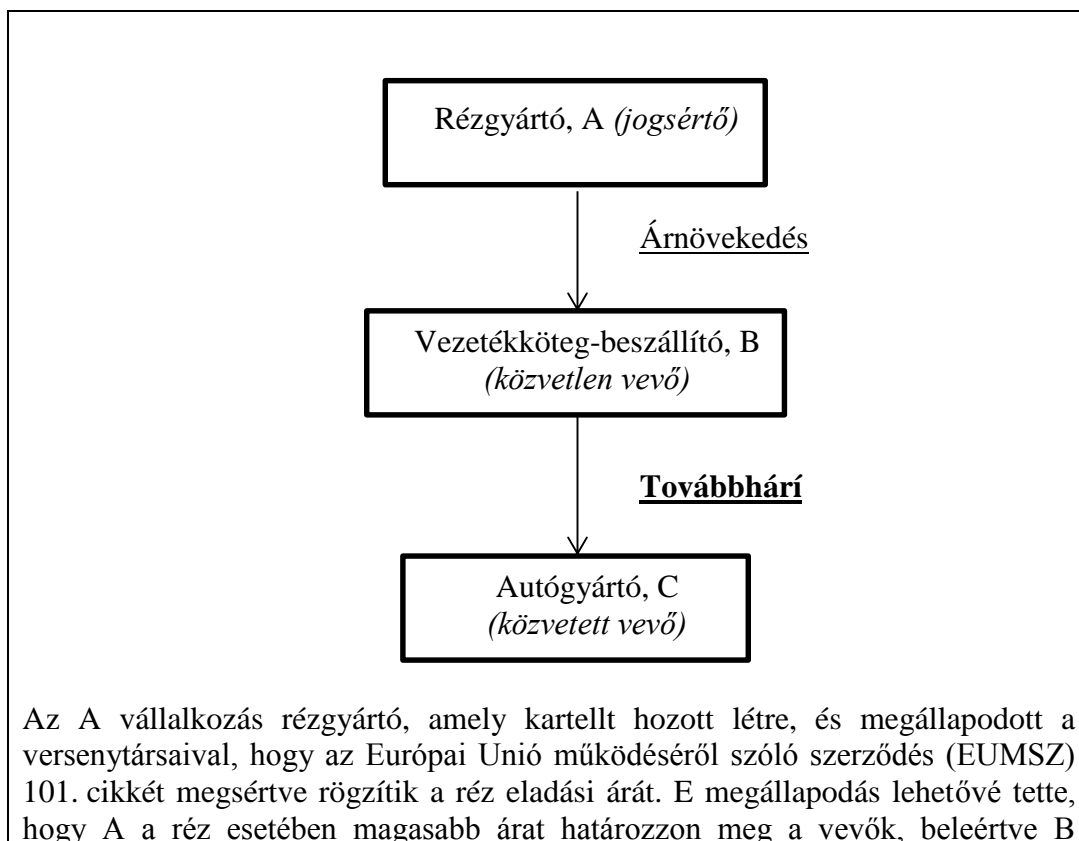 Rézgyártó, A (jogsértő)
Árnövekedés
Vezetékköteg-beszállító, B
(közvetlen vevő)
Továbbhárí
Autógyártó, C
(közvetett vevő)
Az A vállalkozás rézgyártó, amely kartellt hozott létre, és megállapodott a
versenytársaival, hogy az Európai Unió működéséről szóló szerződés (EUMSZ)
101. cikkét megsértve rögzítik a réz eladási árát. E megállapodás lehetővé tette,
hogy A a réz esetében magasabb árat határozzon meg a vevők, beleértve B